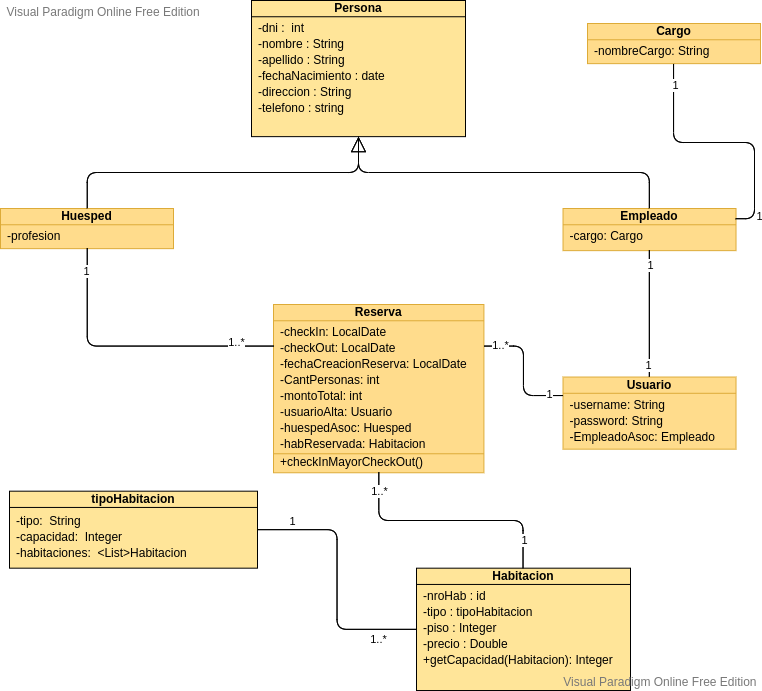 Visual Paradigm Online Free Edition
Persona
-dni :  int
-nombre : String
-apellido : String
-fechaNacimiento : date
-direccion : String
-telefono : string
Cargo
-nombreCargo: String
1
1
Huesped
-profesion
Empleado
-cargo: Cargo
1
1
Reserva
-checkIn: LocalDate
-checkOut: LocalDate
-fechaCreacionReserva: LocalDate
-CantPersonas: int
-montoTotal: int
-usuarioAlta: Usuario
-huespedAsoc: Huesped
-habReservada: Habitacion
+checkInMayorCheckOut()
1..*
1..*
1
1
Usuario
-username: String
-password: String
-EmpleadoAsoc: Empleado
tipoHabitacion
-tipo:  String
-capacidad:  Integer
-habitaciones:  <List>Habitacion
1..*
1
1
1..*
Habitacion
-nroHab : id
-tipo : tipoHabitacion
-piso : Integer
-precio : Double
+getCapacidad(Habitacion): Integer
Visual Paradigm Online Free Edition